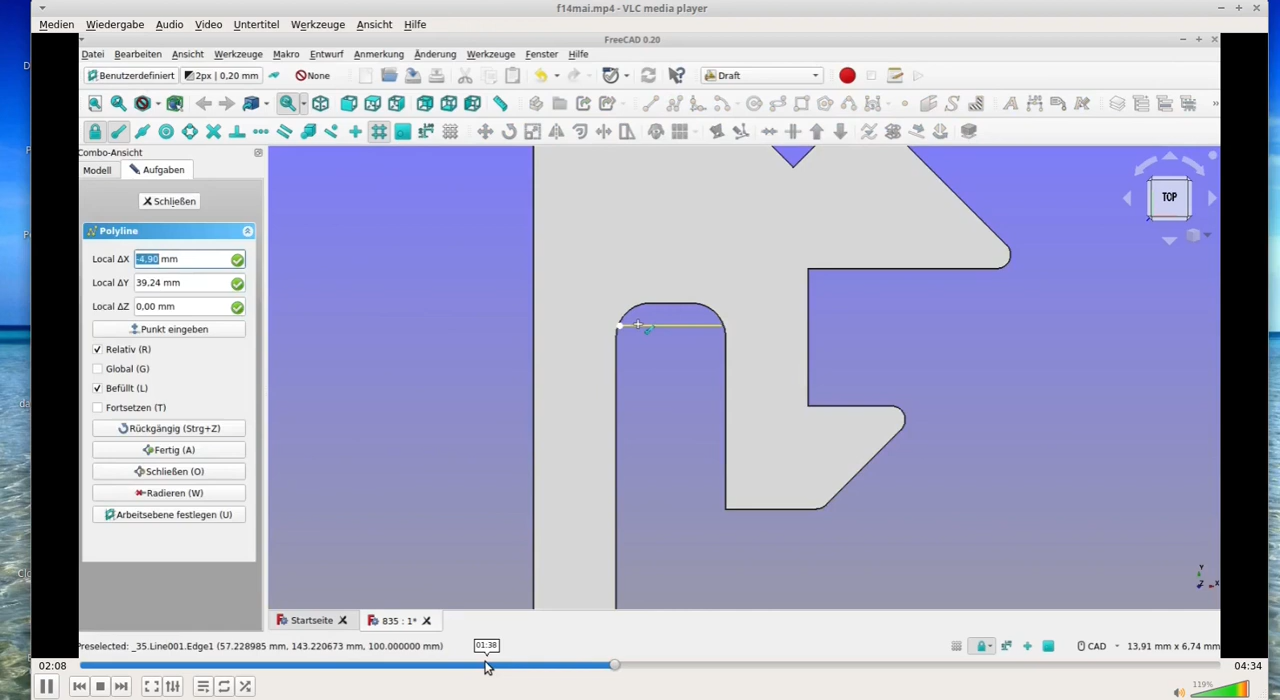 f14mai.mp4 - VLC media player
Medien Wiedergabe Audio Video Untertitel Werkzeuge Ansicht Hilfe
FreeCAD 0.20
Datei Bearbeiten Ansicht Werkzeuge Makro Entwurf Anmerkung Änderung Werkzeuge Fenster Hilfe
Benutzerdefiniert 2px | 0,20 mm None Draft
Combo-Ansicht
Modell Aufgaben
Schließen
Polyline
Local ΔX -4.90 mm
Local ΔY 39.24 mm
Local ΔZ 0,00 mm
Punkt eingeben
Relativ (R)
Global (G)
Befüllt (L)
Fortsetzen (T)
Rückgängig (Strg+Z)
Fertig (A)
Schließen (O)
Radieren (W)
Arbeitsebene festlegen (U)
TOP
Y
Z X
Startseite 835 : 1*
Preselected: _35.Line001.Edge1 (57.228985 mm, 143.220673 mm, 100.000000 mm) 01:38 CAD 13,91 mm x 6,74 mm
02:08 04:34
119%